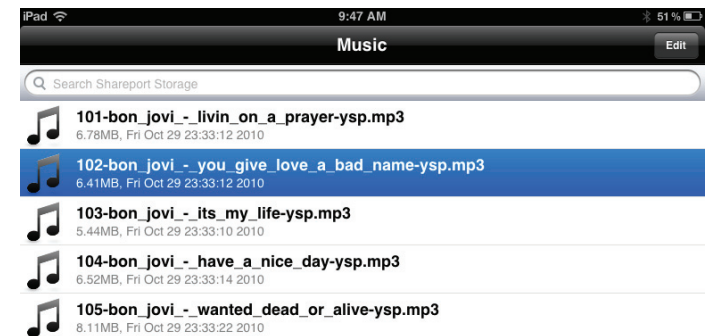 iPad 9:47 AM 51 %
Music Edit
Search Shareport Storage
101-bon_jovi_-_livin_on_a_prayer-ysp.mp3
6.78MB, Fri Oct 29 23:33:12 2010
102-bon_jovi_-_you_give_love_a_bad_name-ysp.mp3
6.41MB, Fri Oct 29 23:33:12 2010
103-bon_jovi_-_its_my_life-ysp.mp3
5.44MB, Fri Oct 29 23:33:10 2010
104-bon_jovi_-_have_a_nice_day-ysp.mp3
6.52MB, Fri Oct 29 23:33:14 2010
105-bon_jovi_-_wanted_dead_or_alive-ysp.mp3
8.11MB, Fri Oct 29 23:33:22 2010